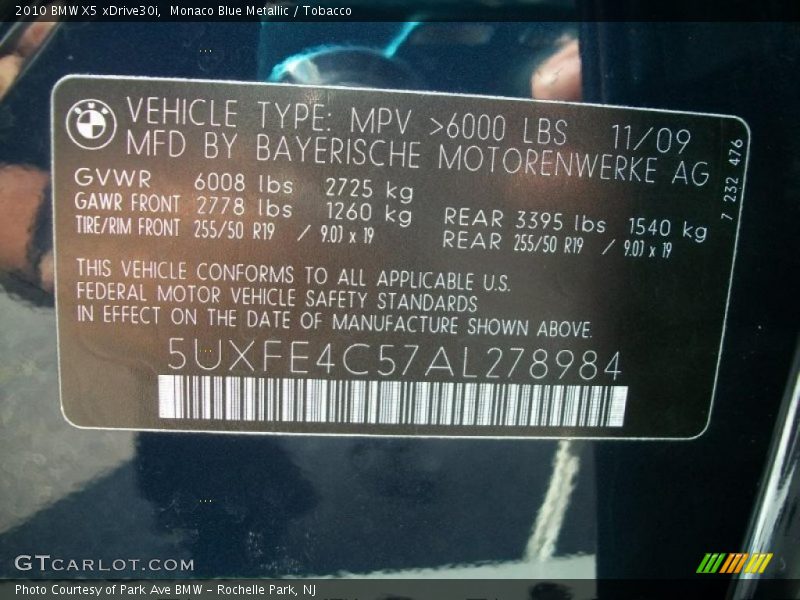 2010 BMW X5 xDrive30i, Monaco Blue Metallic / Tobacco
VEHICLE TYPE: MPV >6000 LBS 11/09
MFD BY BAYERISCHE MOTORENWERKE AG
GVWR 6008 lbs 2725 kg
GAWR FRONT 2778 lbs 1260 kg REAR 3395 lbs 1540 kg
TIRE/RIM FRONT 255/50 R19 / 9.0J x 19 REAR 255/50 R19 / 9.0J x 19
7 232 476
THIS VEHICLE CONFORMS TO ALL APPLICABLE U.S.
FEDERAL MOTOR VEHICLE SAFETY STANDARDS
IN EFFECT ON THE DATE OF MANUFACTURE SHOWN ABOVE.
5UXFE4C57AL278984
GTCARLOT.COM
Photo Courtesy of Park Ave BMW - Rochelle Park, NJ